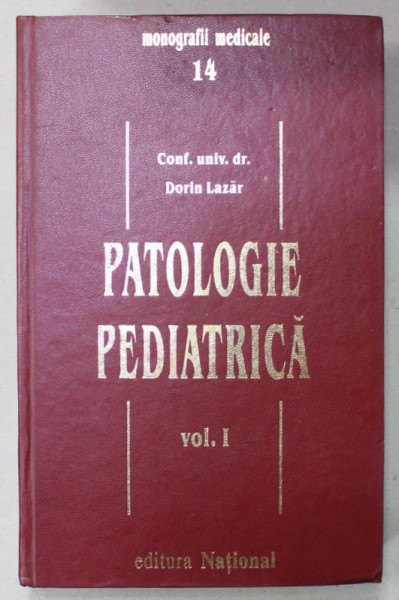 monografii medicale
14
Conf. univ. dr.
Dorin Lazăr
PATOLOGIE
PEDIATRICĂ
vol. I
editura Național